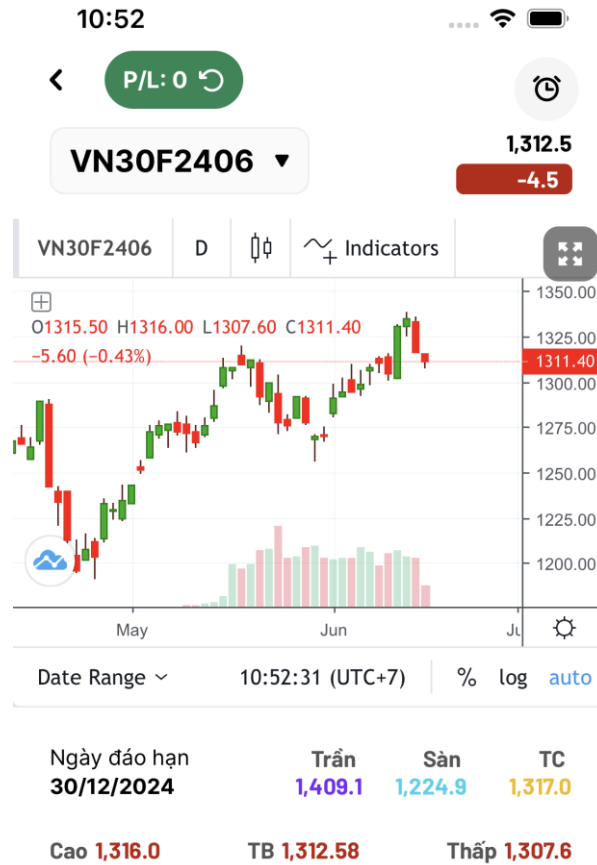 10:52
P/L: 0
1,312.5
VN30F2406
-4.5
VN30F2406 D Indicators
O1315.50 H1316.00 L1307.60 C1311.40
−5.60 (−0.43%)
1350.00
1325.00
1311.40
1300.00
1275.00
1250.00
1225.00
1200.00
May Jun
Date Range 10:52:31 (UTC+7) % log auto
Ngày đáo hạn Trần Sàn TC
30/12/2024 1,409.1 1,224.9 1,317.0
Cao 1,316.0 TB 1,312.58 Thấp 1,307.6